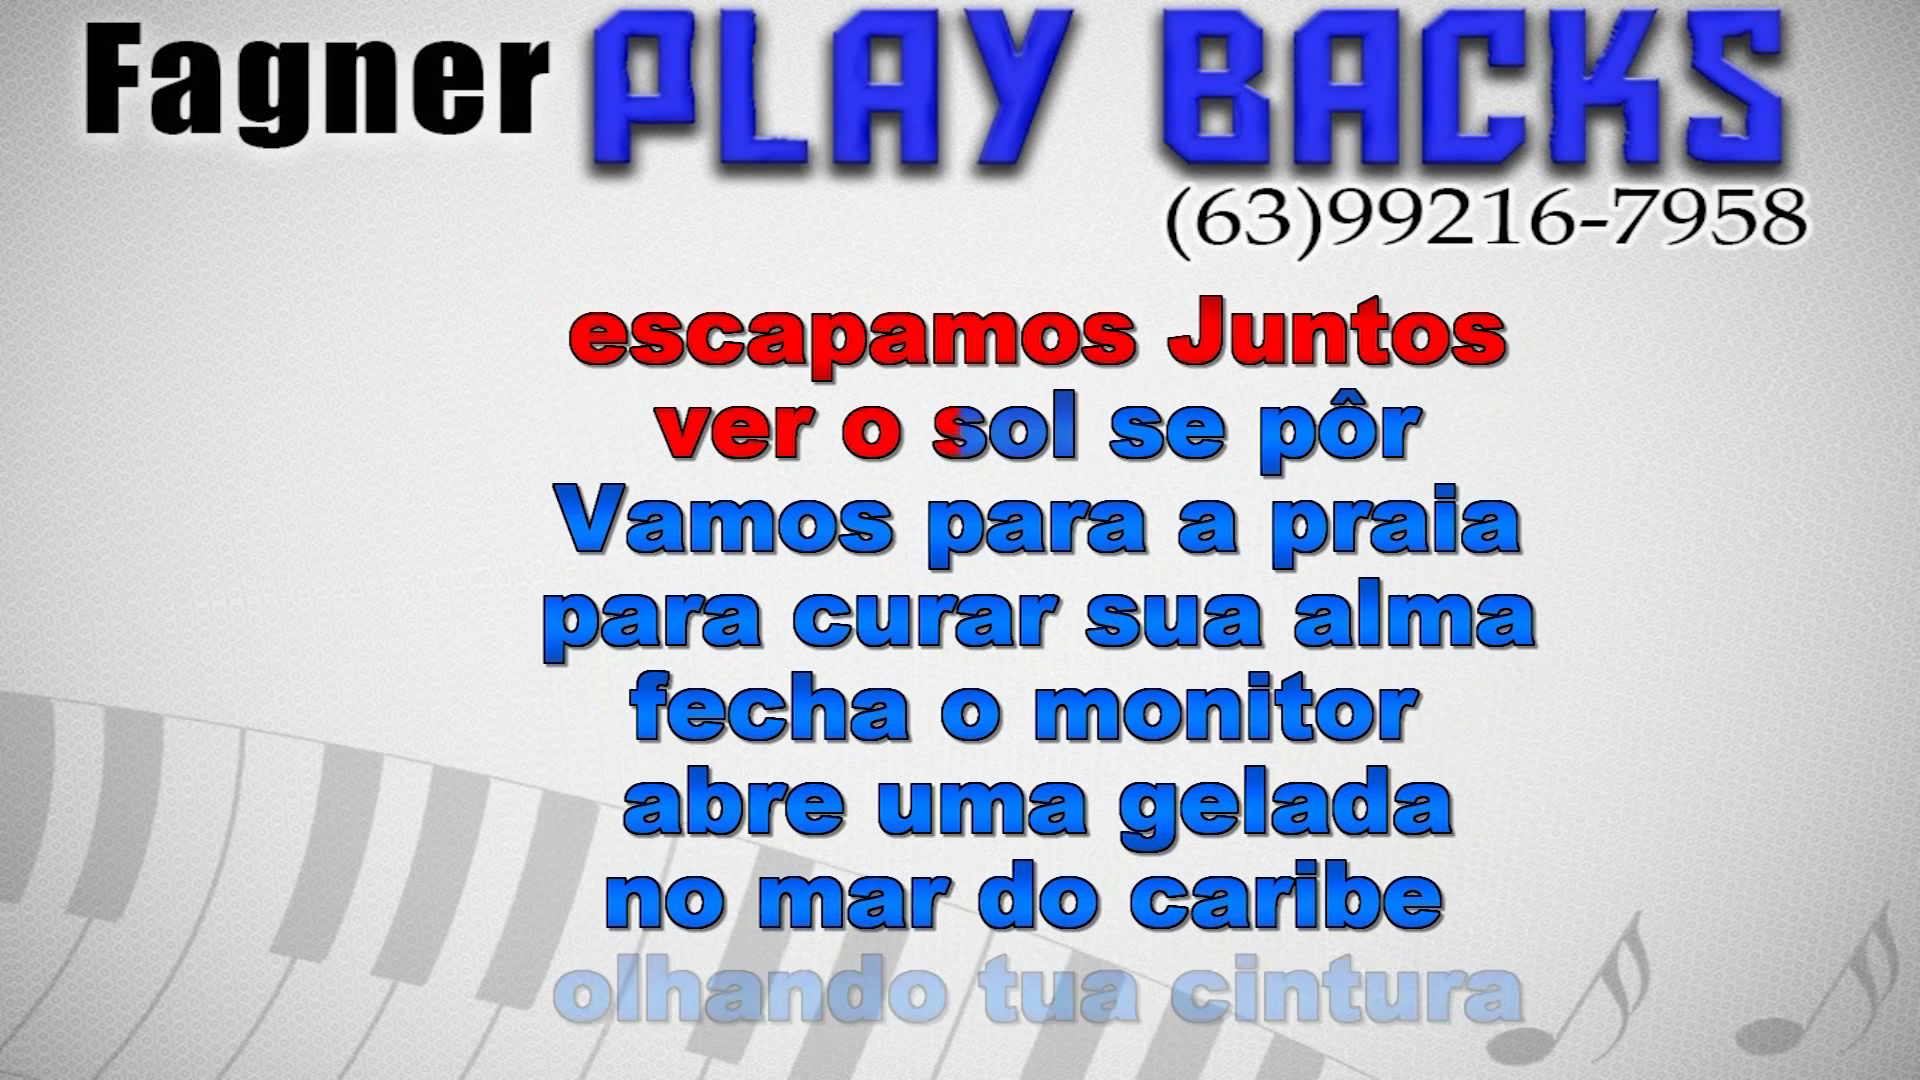 Fagner PLAY BACKS
(63)99216-7958
escapamos Juntos
ver o sol se pôr
Vamos para a praia
para curar sua alma
fecha o monitor
abre uma gelada
no mar do caribe
olhando tua cintura